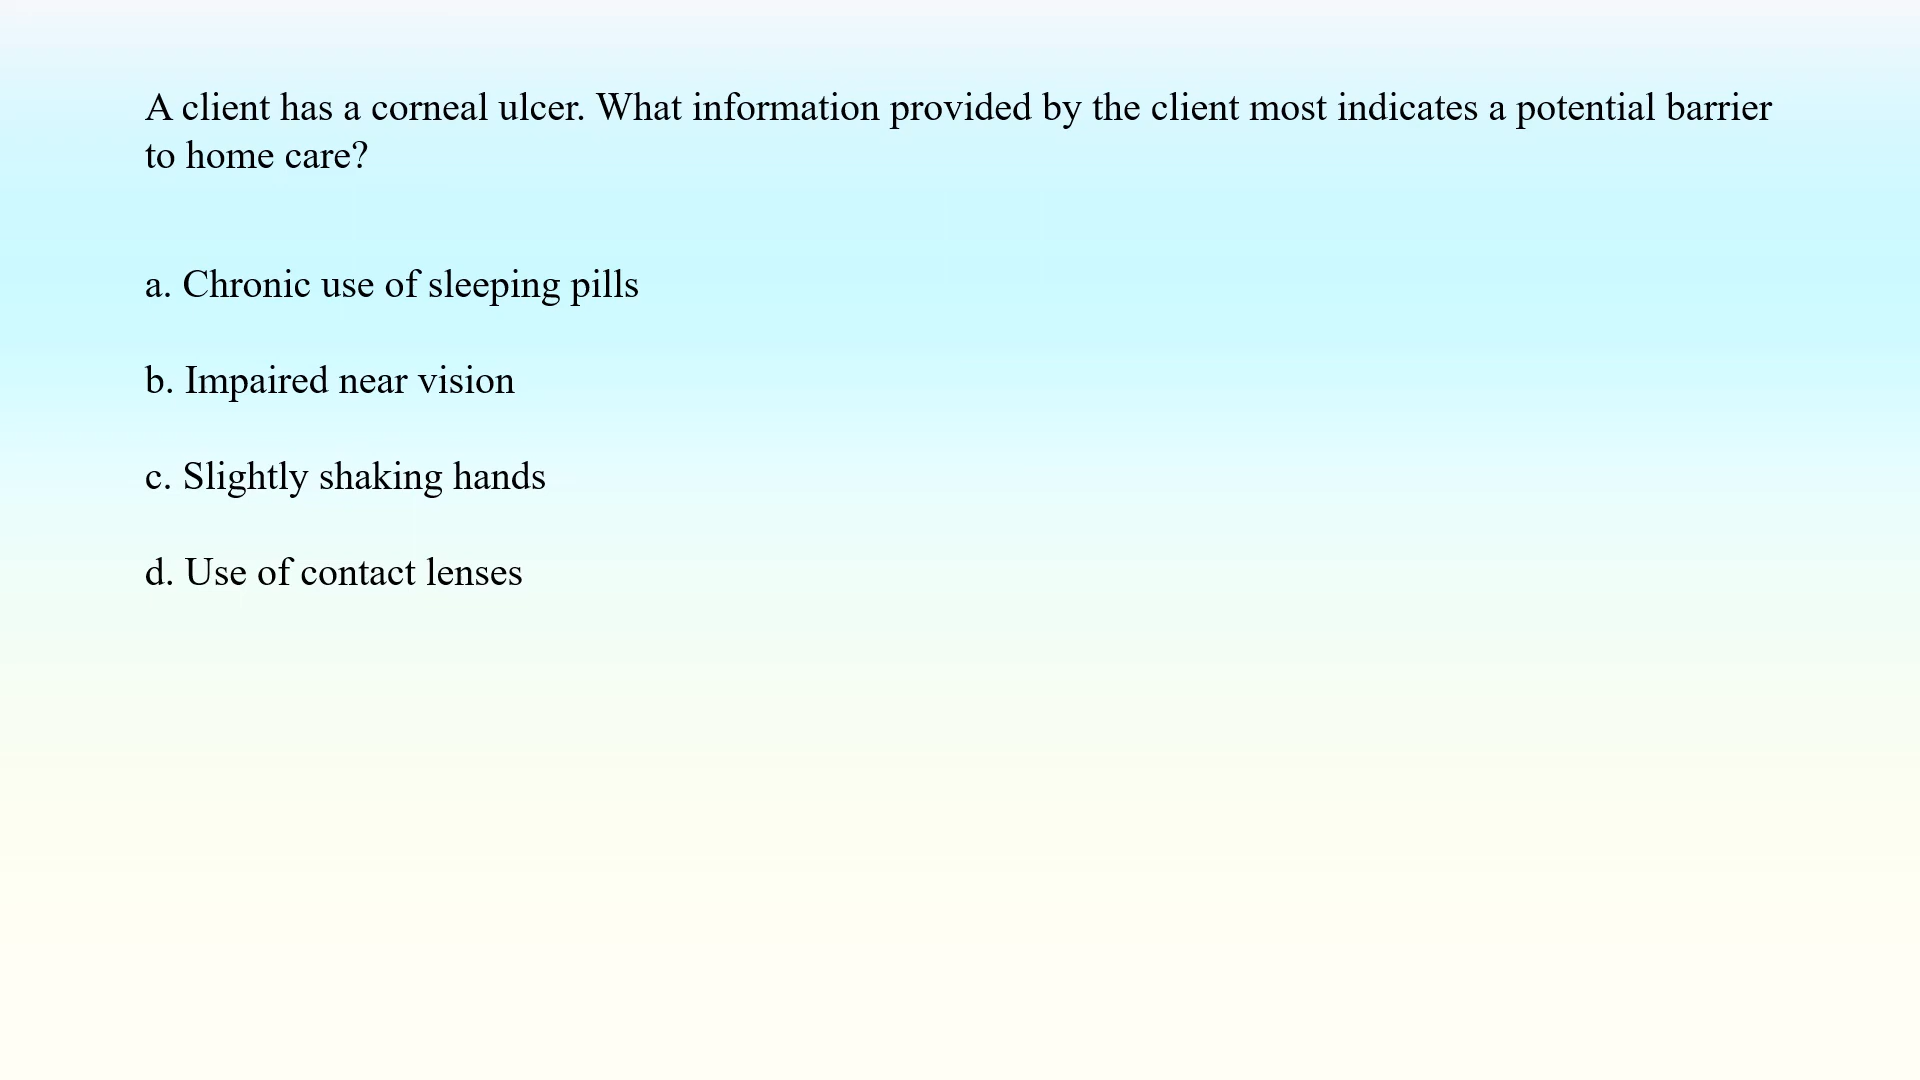 A client has a corneal ulcer. What information provided by the client most indicates a potential barrier
to home care?
a. Chronic use of sleeping pills
b. Impaired near vision
c. Slightly shaking hands
d. Use of contact lenses